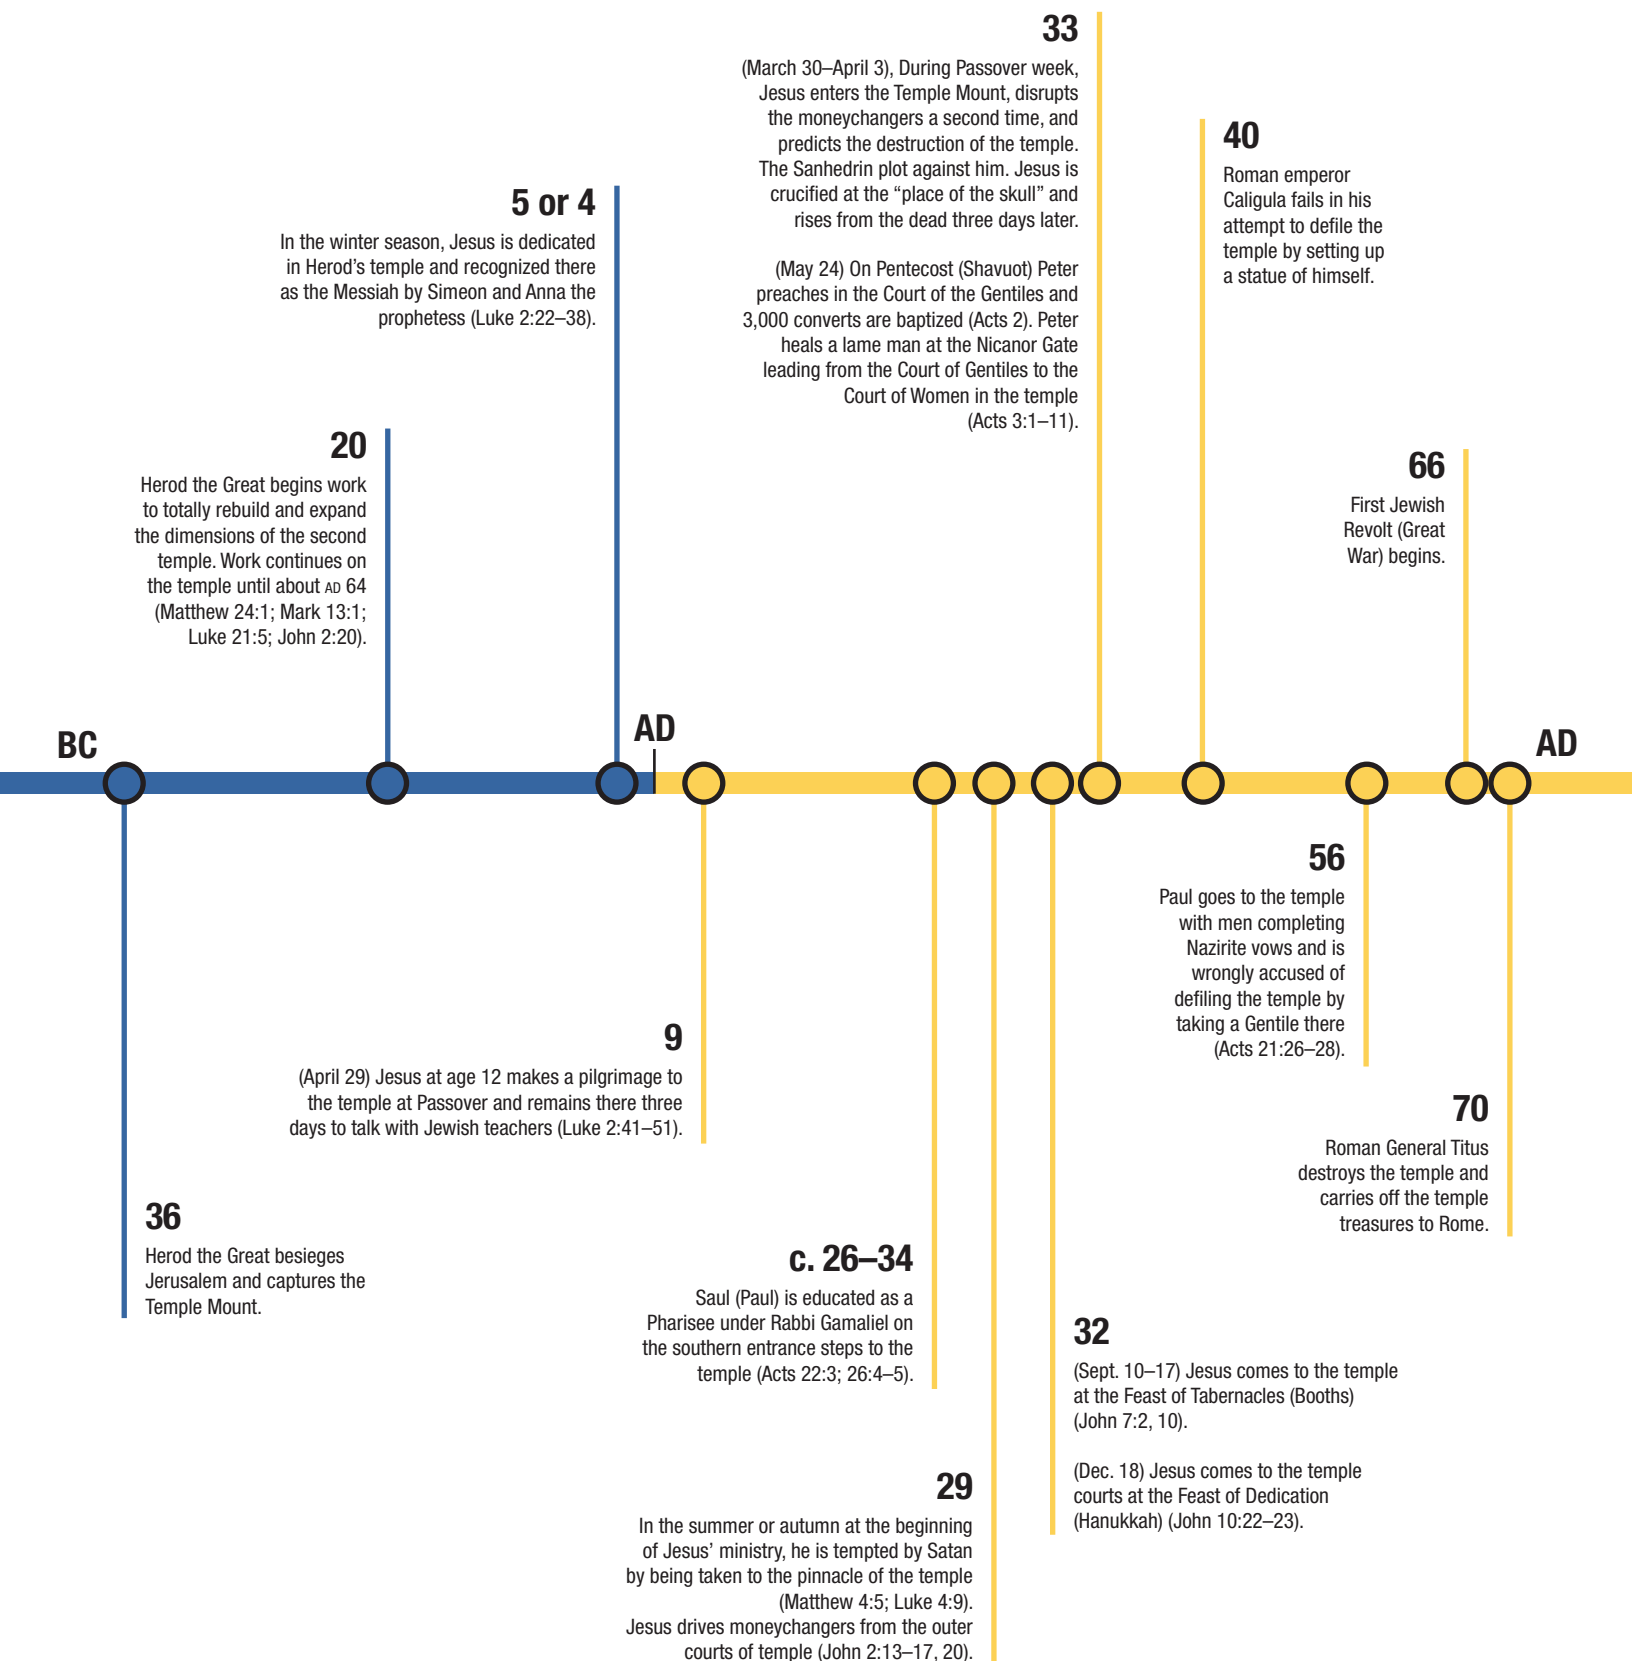 33
(March 30–April 3), During Passover week,
Jesus enters the Temple Mount, disrupts
the moneychangers a second time, and
predicts the destruction of the temple.
The Sanhedrin plot against him. Jesus is
crucified at the “place of the skull” and
rises from the dead three days later.
(May 24) On Pentecost (Shavuot) Peter
preaches in the Court of the Gentiles and
3,000 converts are baptized (Acts 2). Peter
heals a lame man at the Nicanor Gate
leading from the Court of Gentiles to the
Court of Women in the temple
(Acts 3:1–11).
40
Roman emperor
Caligula fails in his
attempt to defile the
temple by setting up
a statue of himself.
5 or 4
In the winter season, Jesus is dedicated
in Herod’s temple and recognized there
as the Messiah by Simeon and Anna the
prophetess (Luke 2:22–38).
20
Herod the Great begins work
to totally rebuild and expand
the dimensions of the second
temple. Work continues on
the temple until about AD 64
(Matthew 24:1; Mark 13:1;
Luke 21:5; John 2:20).
66
First Jewish
Revolt (Great
War) begins.
BC
AD
AD
56
Paul goes to the temple
with men completing
Nazirite vows and is
wrongly accused of
defiling the temple by
taking a Gentile there
(Acts 21:26–28).
9
(April 29) Jesus at age 12 makes a pilgrimage to
the temple at Passover and remains there three
days to talk with Jewish teachers (Luke 2:41–51).
70
Roman General Titus
destroys the temple and
carries off the temple
treasures to Rome.
36
Herod the Great besieges
Jerusalem and captures the
Temple Mount.
c. 26–34
Saul (Paul) is educated as a
Pharisee under Rabbi Gamaliel on
the southern entrance steps to the
temple (Acts 22:3; 26:4–5).
32
(Sept. 10–17) Jesus comes to the temple
at the Feast of Tabernacles (Booths)
(John 7:2, 10).
(Dec. 18) Jesus comes to the temple
courts at the Feast of Dedication
(Hanukkah) (John 10:22–23).
29
In the summer or autumn at the beginning
of Jesus’ ministry, he is tempted by Satan
by being taken to the pinnacle of the temple
(Matthew 4:5; Luke 4:9).
Jesus drives moneychangers from the outer
courts of temple (John 2:13–17, 20).